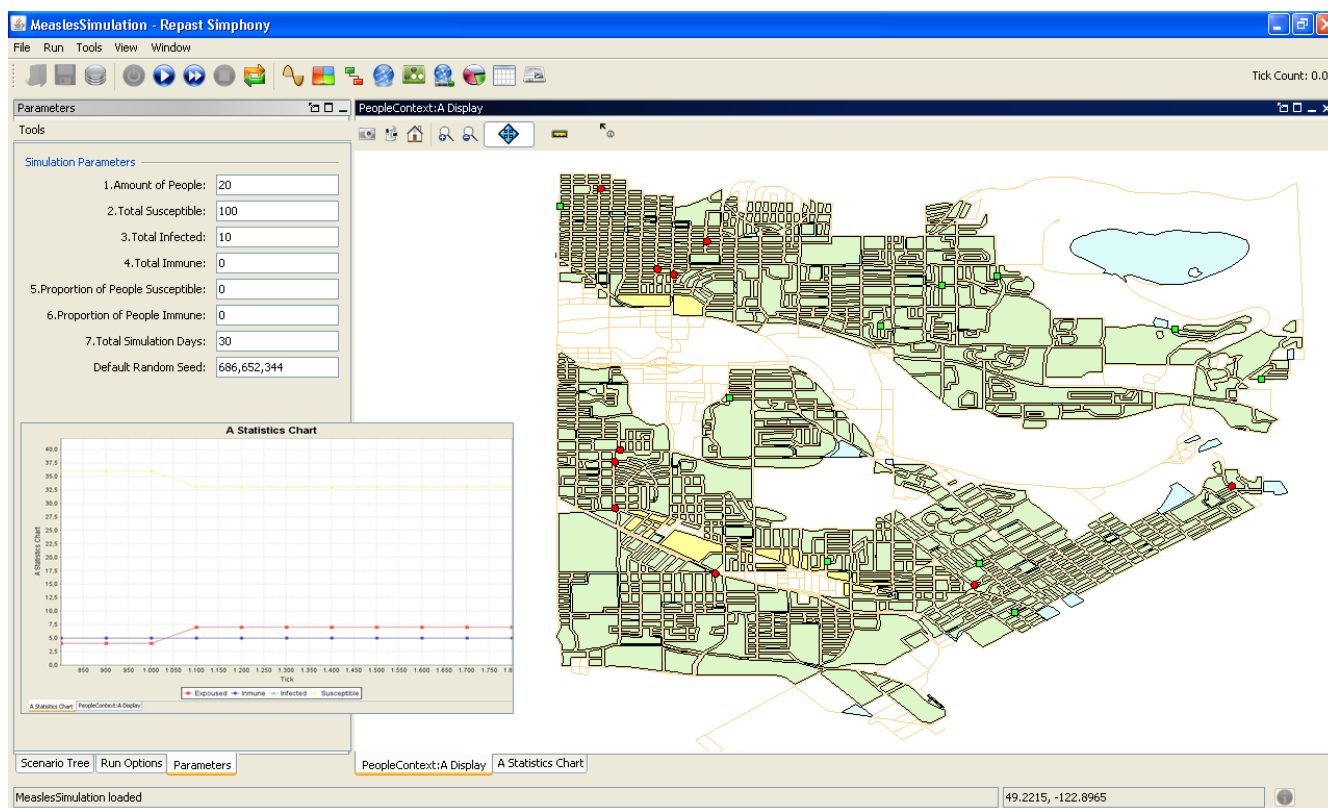 MeaslesSimulation - Repast Simphony
File Run Tools View Window
Tick Count: 0.0
Parameters
Tools
Simulation Parameters
1.Amount of People: 20
2.Total Susceptible: 100
3.Total Infected: 10
4.Total Immune: 0
5.Proportion of People Susceptible: 0
6.Proportion of People Immune: 0
7.Total Simulation Days: 30
Default Random Seed: 686,652,344
A Statistics Chart
40,0
37,5
35,0
32,5
30,0
27,5
25,0
22,5
20,0
17,5
15,0
12,5
10,0
7,5
5,0
2,5
0,0
A Statistics Chart
850 900 950 1.000 1.050 1.100 1.150 1.200 1.250 1.300 1.350 1.400 1.450 1.500 1.550 1.600 1.650 1.700 1.750
Tick
Expoused Inmune Infected Susceptible
A Statistics Chart PeopleContext:A Display
Scenario Tree Run Options Parameters
PeopleContext:A Display
PeopleContext:A Display A Statistics Chart
MeaslesSimulation loaded
49.2215, -122.8965